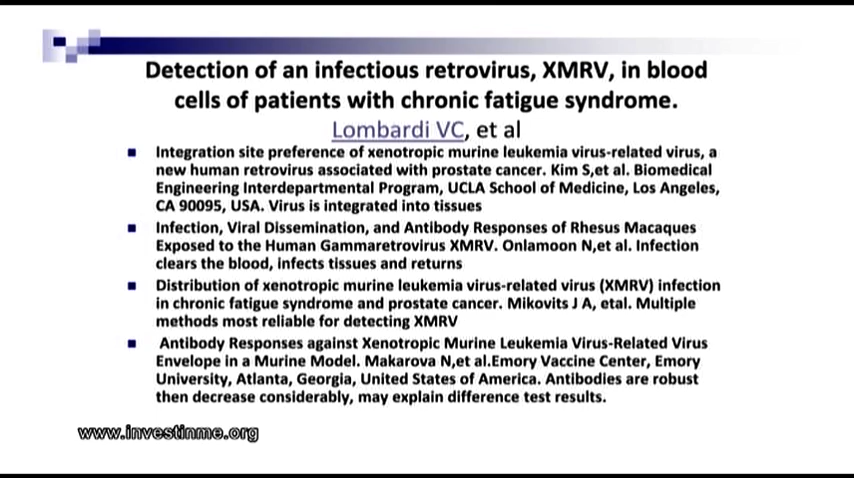 Detection of an infectious retrovirus, XMRV, in blood
cells of patients with chronic fatigue syndrome.
Lombardi VC, et al
Integration site preference of xenotropic murine leukemia virus-related virus, a
new human retrovirus associated with prostate cancer. Kim S,et al. Biomedical
Engineering Interdepartmental Program, UCLA School of Medicine, Los Angeles,
CA 90095, USA. Virus is integrated into tissues
Infection, Viral Dissemination, and Antibody Responses of Rhesus Macaques
Exposed to the Human Gammaretrovirus XMRV. Onlamoon N,et al. Infection
clears the blood, infects tissues and returns
Distribution of xenotropic murine leukemia virus-related virus (XMRV) infection
in chronic fatigue syndrome and prostate cancer. Mikovits J A, etal. Multiple
methods most reliable for detecting XMRV
Antibody Responses against Xenotropic Murine Leukemia Virus-Related Virus
Envelope in a Murine Model. Makarova N,et al.Emory Vaccine Center, Emory
University, Atlanta, Georgia, United States of America. Antibodies are robust
then decrease considerably, may explain difference test results.
www.investinme.org